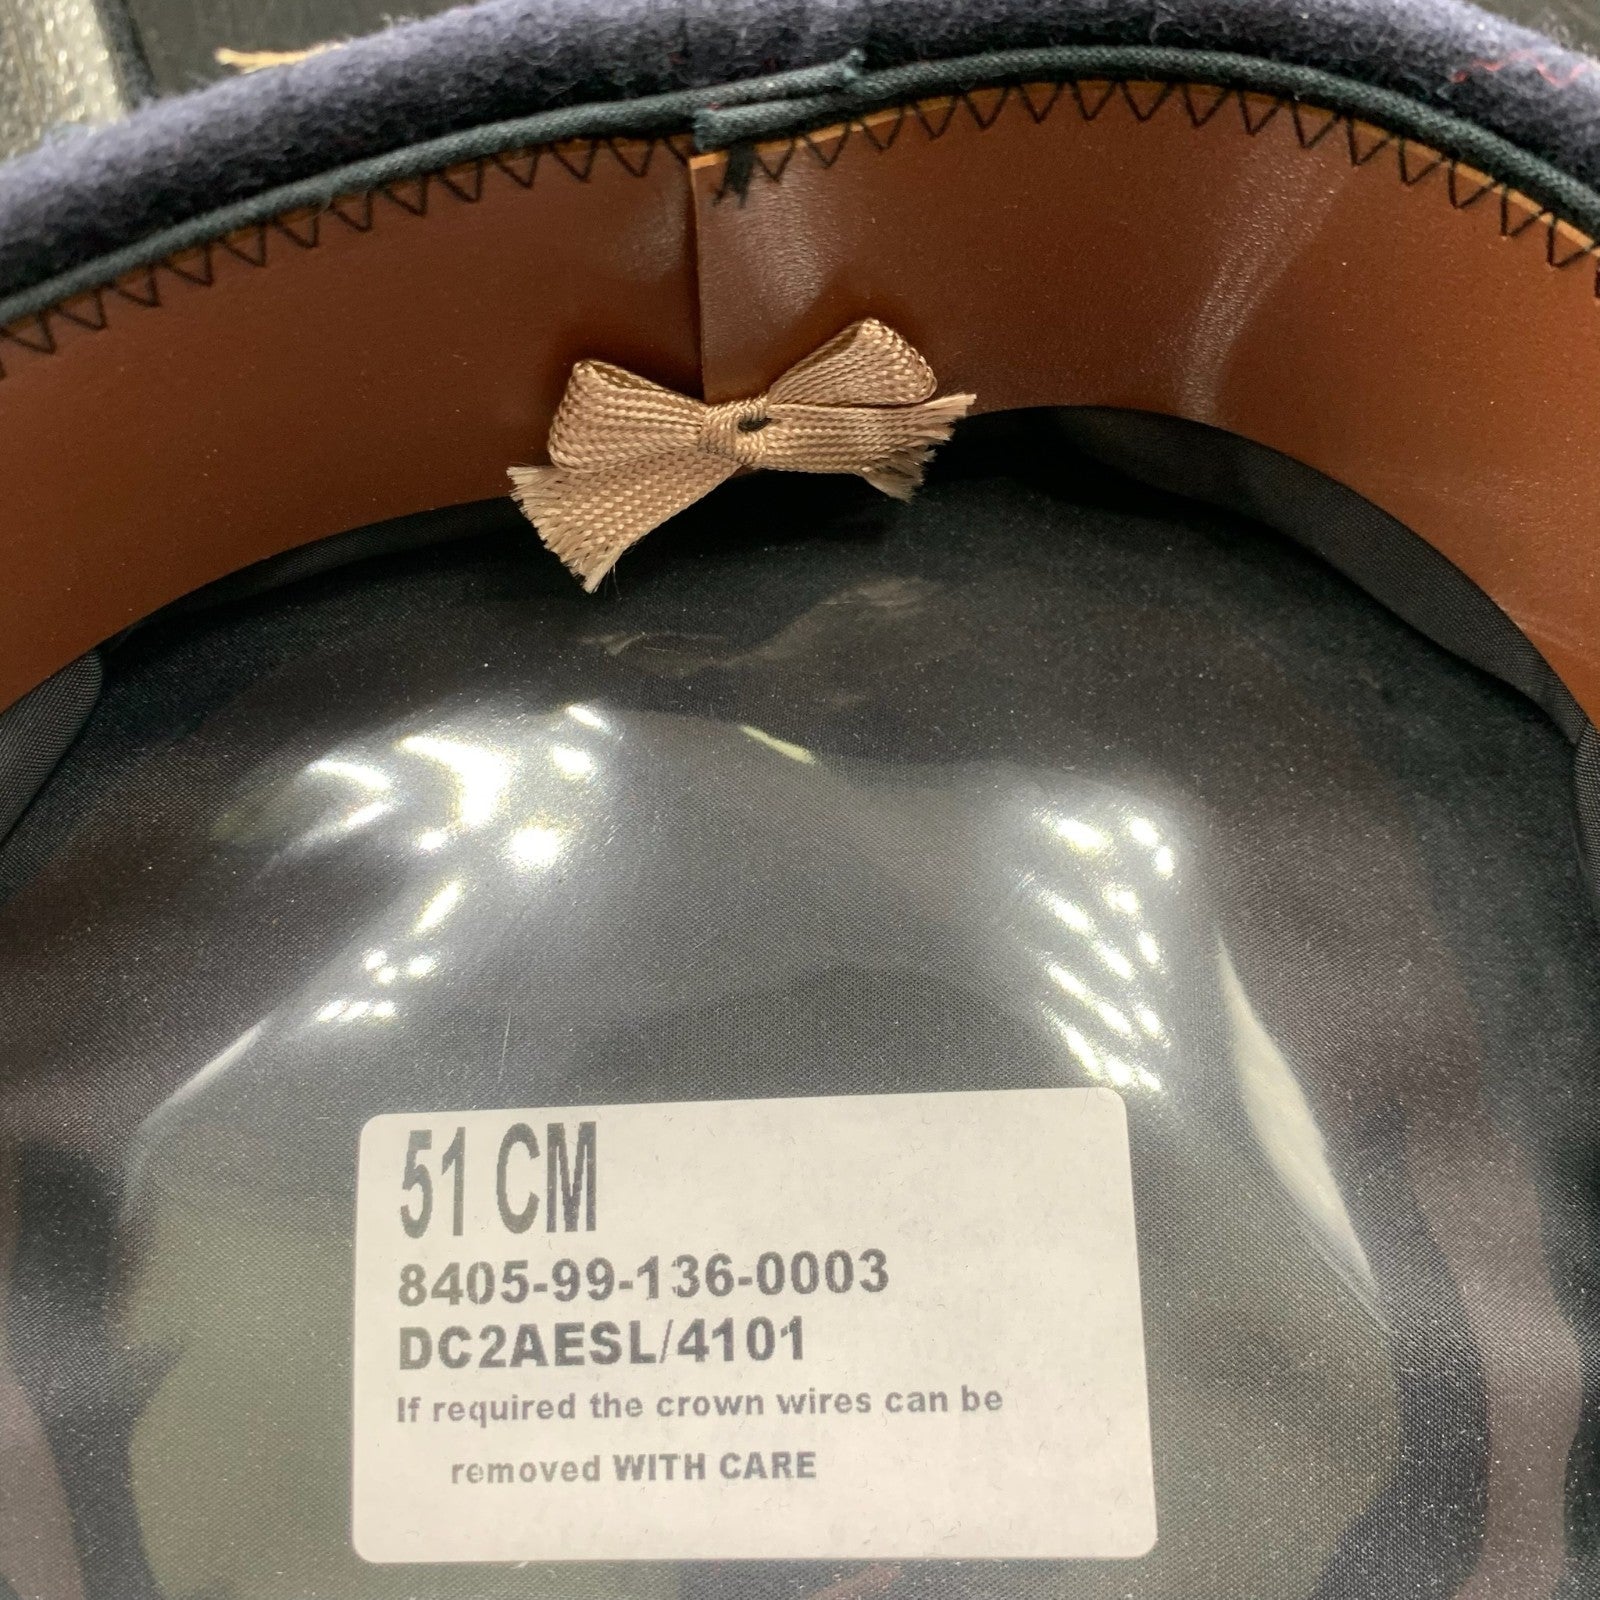 51 CM
8405-99-136-0003
DC2AESL/4101
If required the crown wires can be
removed WITH CARE